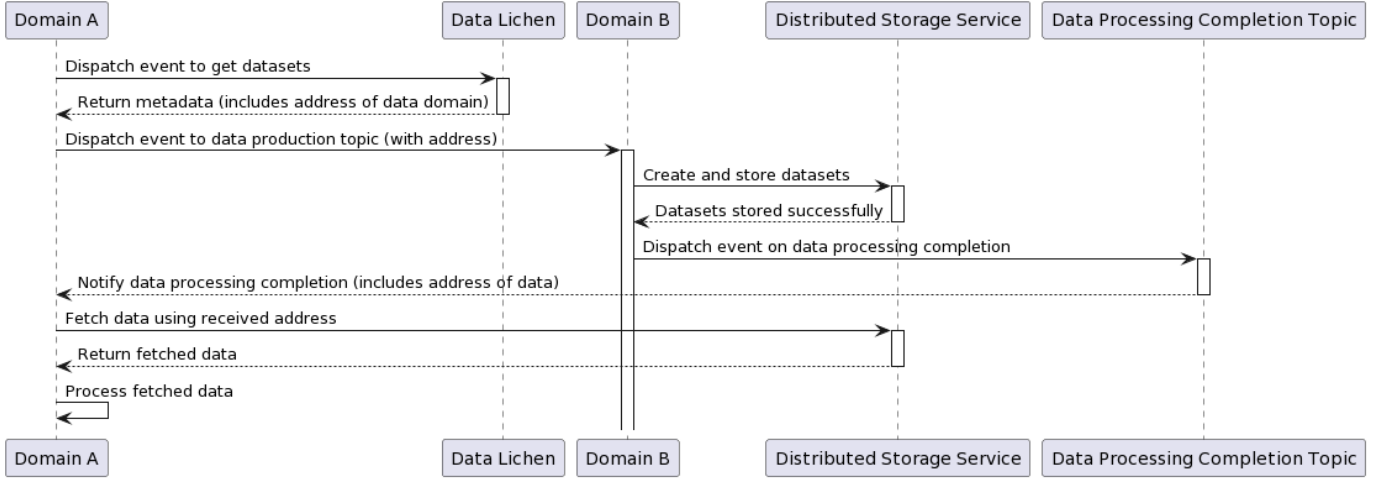 Domain A
Data Lichen
Domain B
Distributed Storage Service
Data Processing Completion Topic
Dispatch event to get datasets
Return metadata (includes address of data domain)
Dispatch event to data production topic (with address)
Create and store datasets
Datasets stored successfully
Dispatch event on data processing completion
Notify data processing completion (includes address of data)
Fetch data using received address
Return fetched data
Process fetched data
Domain A
Data Lichen
Domain B
Distributed Storage Service
Data Processing Completion Topic